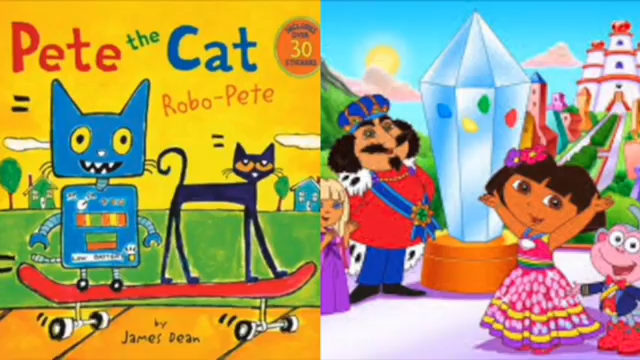 Pete the Cat
INCLUDES
OVER
30
STICKERS
Robo-Pete
LOW BATTERY
by
James Dean